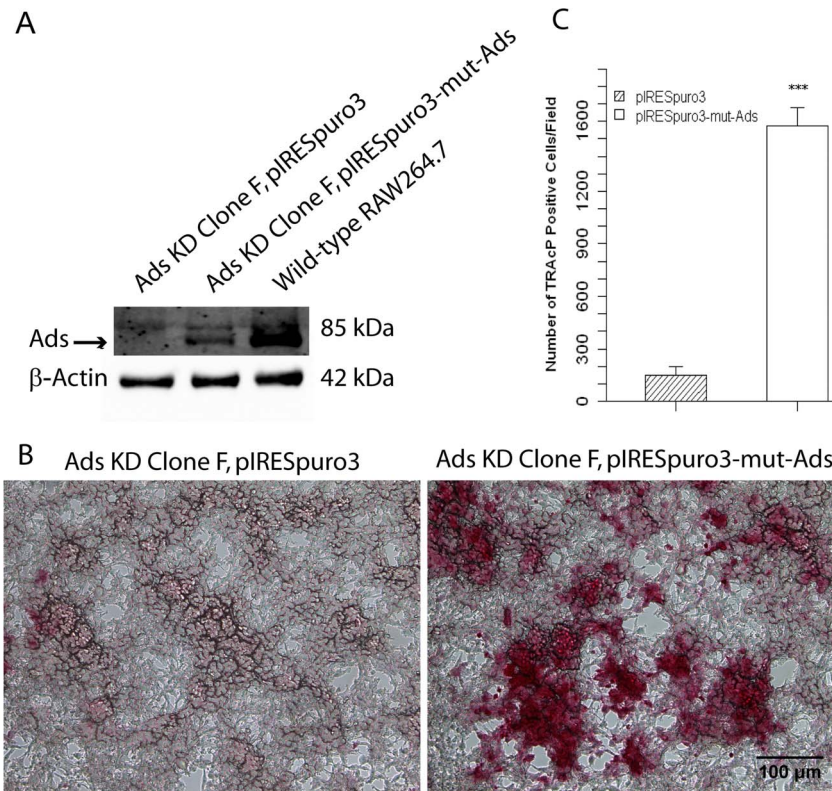 A
Ads KD Clone F, pIRESpuro3
Ads KD Clone F, pIRESpuro3-mut-Ads
Wild-type RAW264.7
Ads
85 kDa
β-Actin
42 kDa
C
Number of TRAcP Positive Cells/Field
1600
1200
900
600
300
0
pIRESpuro3
pIRESpuro3-mut-Ads
***
B
Ads KD Clone F, pIRESpuro3
Ads KD Clone F, pIRESpuro3-mut-Ads
100 µm